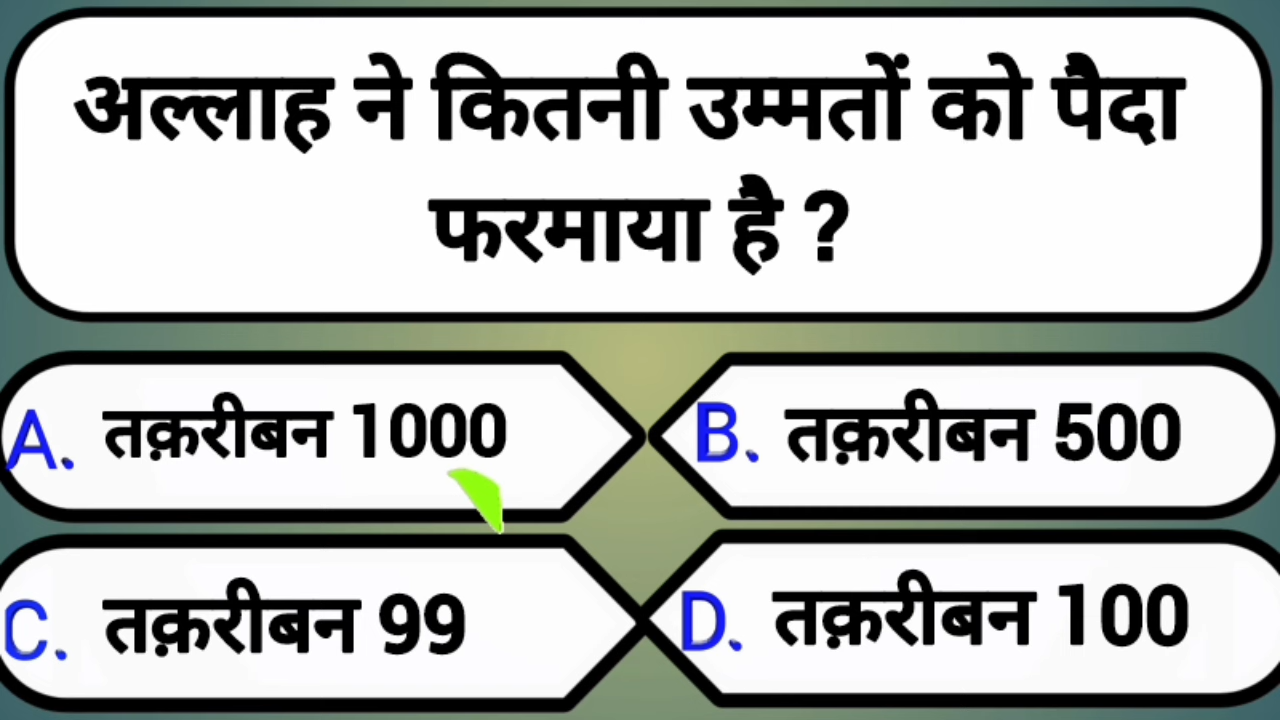 अल्लाह ने कितनी उम्मतों को पैदा
फरमाया है ?
A. तक़रीबन 1000
B. तक़रीबन 500
C. तक़रीबन 99
D. तक़रीबन 100